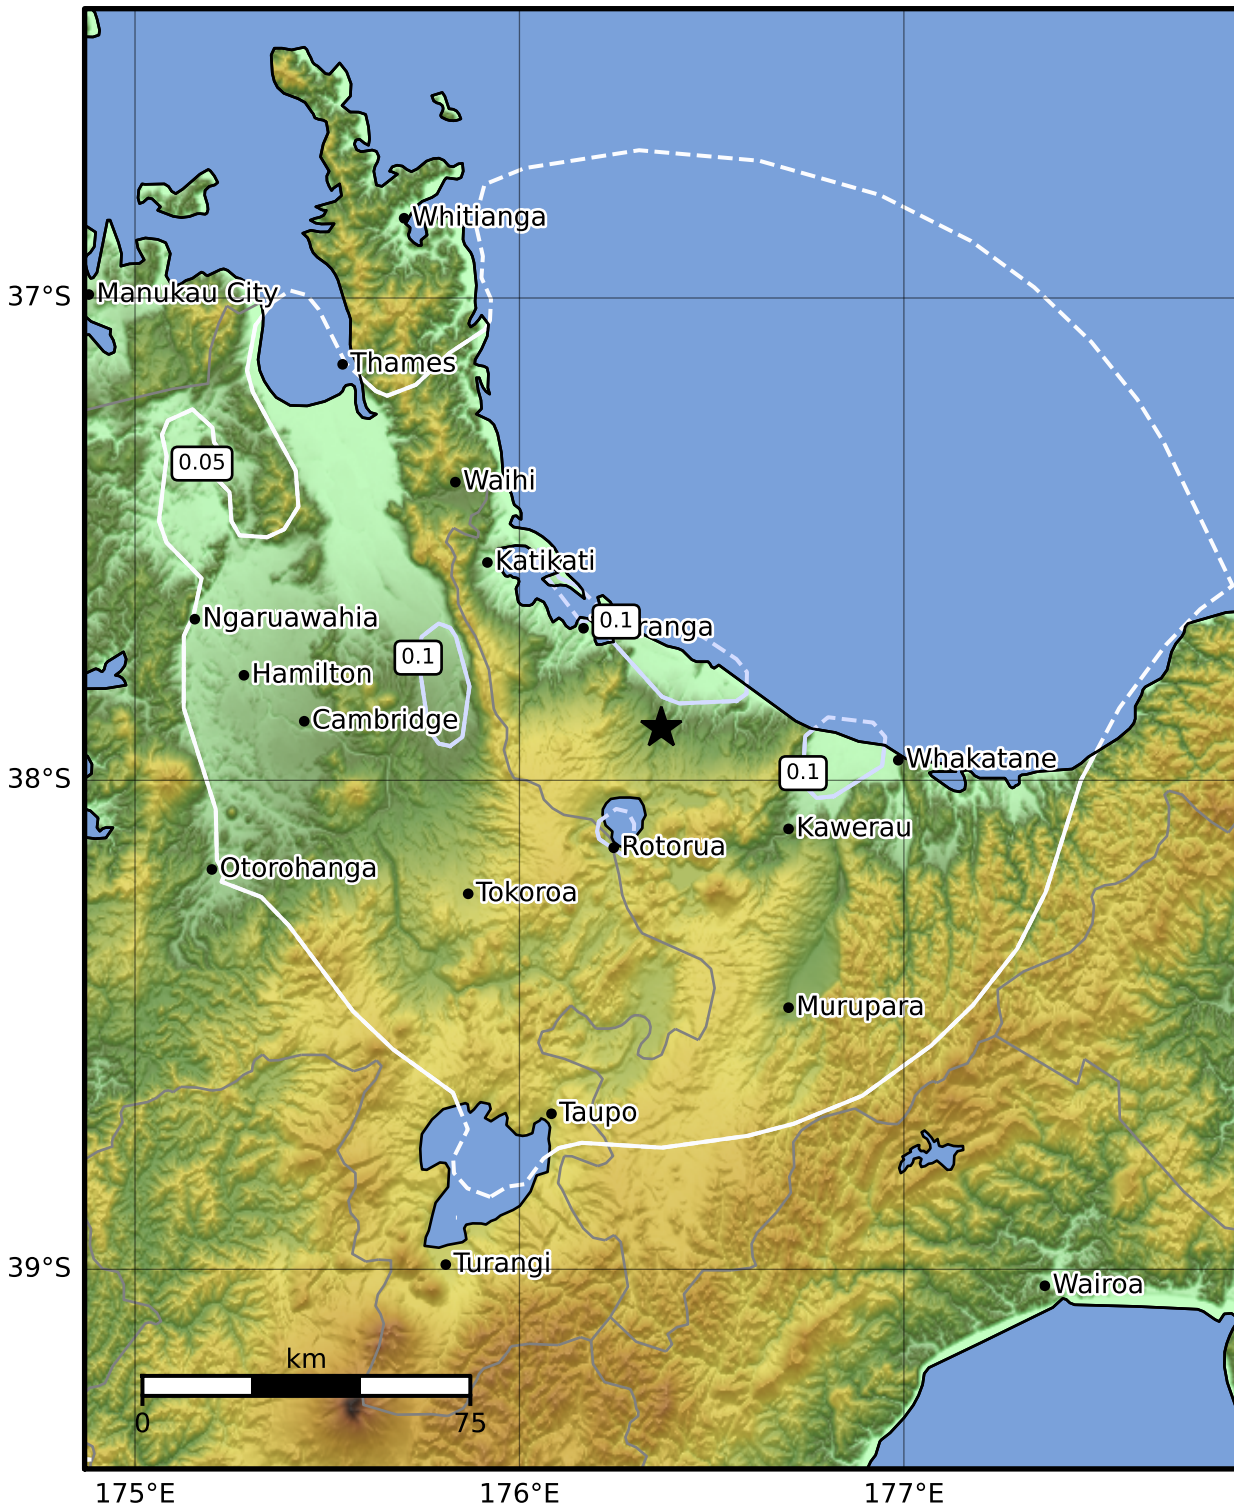 Whitianga
37°S
Manukau City
Thames
0.05
Waihi
Katikati
0.1
ranga
Ngaruawahia
0.1
Hamilton
Cambridge
38°S
0.1
Whakatane
Kawerau
Rotorua
Otorohanga
Tokoroa
Murupara
Taupo
Turangi
39°S
Wairoa
km
0 75
175°E 176°E 177°E